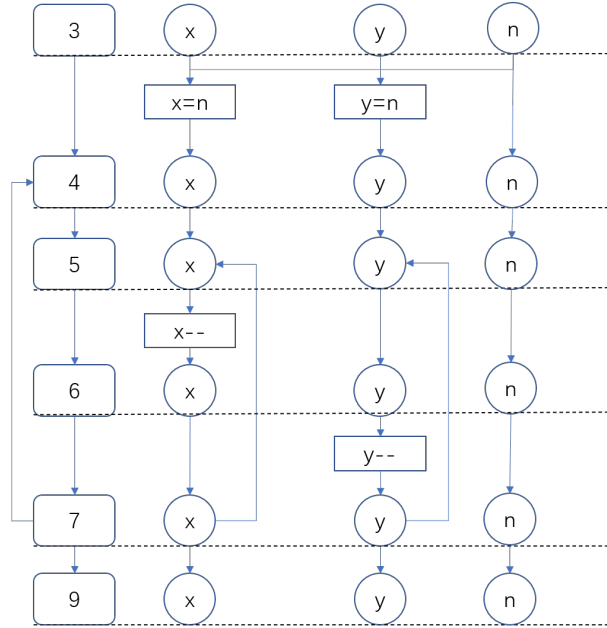 3 x y n
x=n y=n
4 x y n
5 x y n
x--
6 x y n
y--
7 x y n
9 x y n